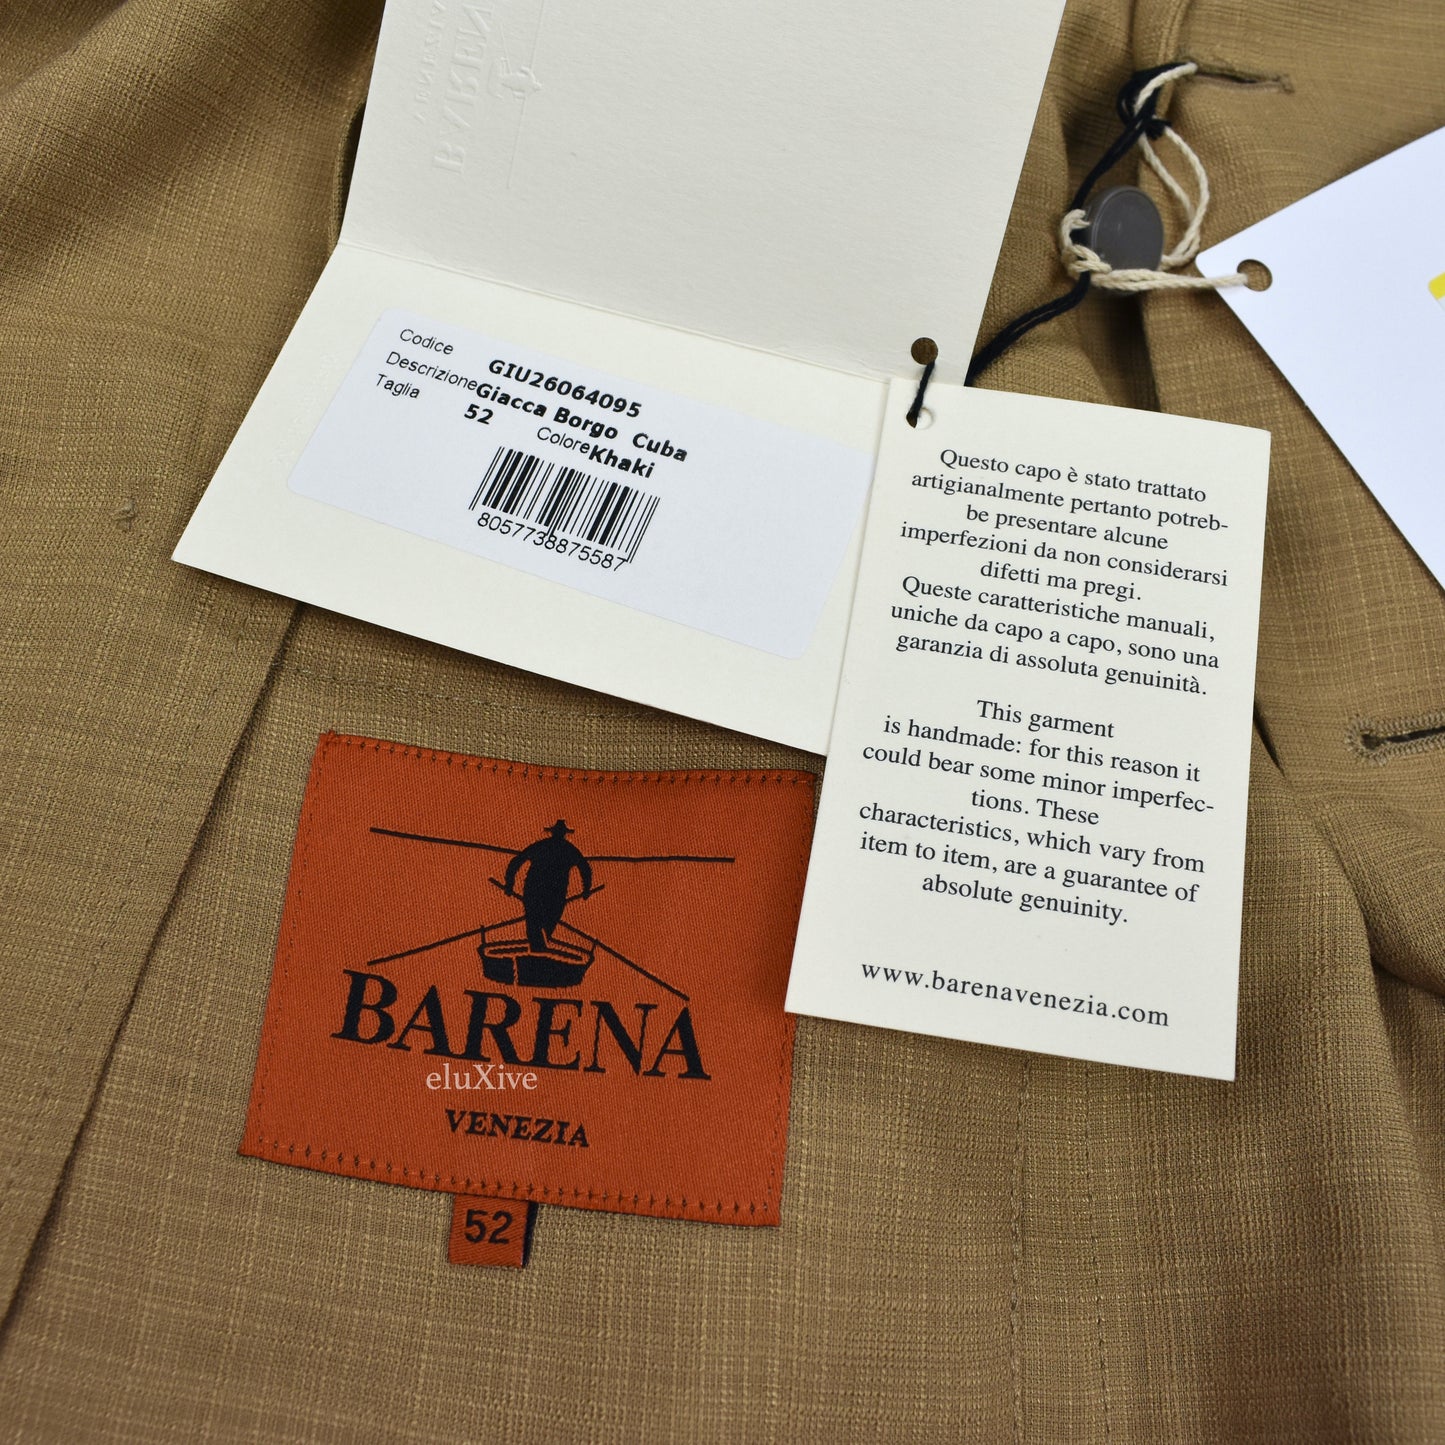 BAREN
Codice GIU26064095
Descrizione Giacca Borgo Cuba
Taglia 52 Colore Khaki
8057738875587
Questo capo è stato trattato
artigianalmente pertanto potreb-
be presentare alcune
imperfezioni da non considerarsi
difetti ma pregi.
Queste caratteristiche manuali,
uniche da capo a capo, sono una
garanzia di assoluta genuinità.
This garment
is handmade: for this reason it
could bear some minor imperfec-
tions. These
characteristics, which vary from
item to item, are a guarantee of
absolute genuinity.
www.barenavenezia.com
BARENA
eluXive
VENEZIA
52